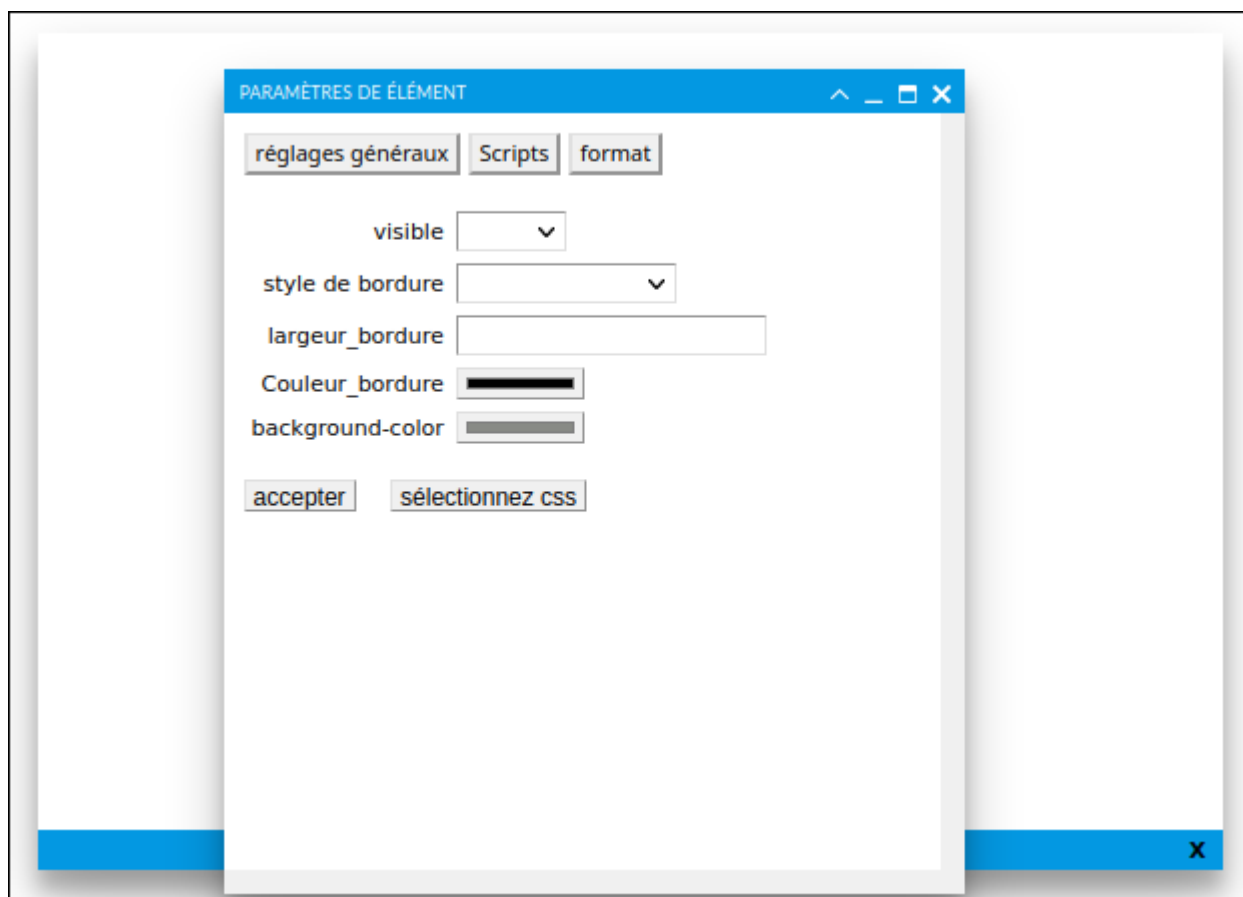 PARAMÈTRES DE ÉLÉMENT
réglages généraux Scripts format
visible
style de bordure
largeur_bordure
Couleur_bordure
background-color
accepter sélectionnez css
x